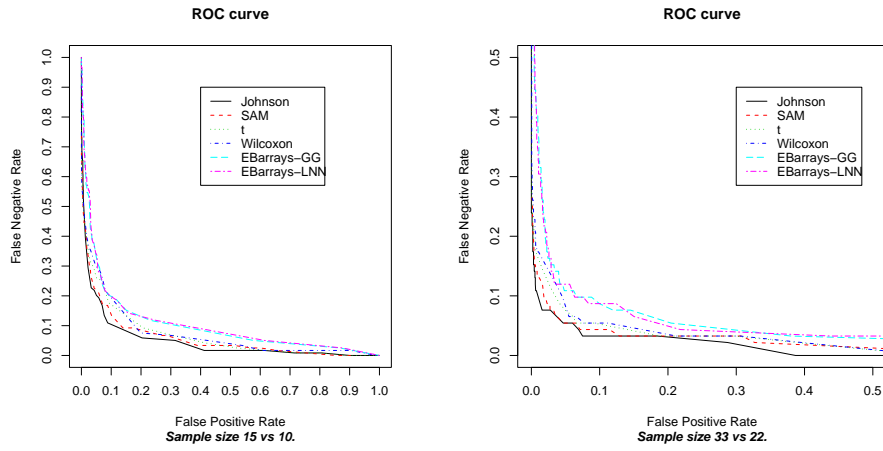 ROC curve
False Negative Rate
1.0
0.9
0.8
0.7
0.6
0.5
0.4
0.3
0.2
0.1
0.0
Johnson
SAM
t
Wilcoxon
EBarrays−GG
EBarrays−LNN
0.0 0.1 0.2 0.3 0.4 0.5 0.6 0.7 0.8 0.9 1.0
False Positive Rate
Sample size 15 vs 10.
ROC curve
False Negative Rate
0.5
0.4
0.3
0.2
0.1
0.0
Johnson
SAM
t
Wilcoxon
EBarrays−GG
EBarrays−LNN
0.0 0.1 0.2 0.3 0.4 0.5
False Positive Rate
Sample size 33 vs 22.